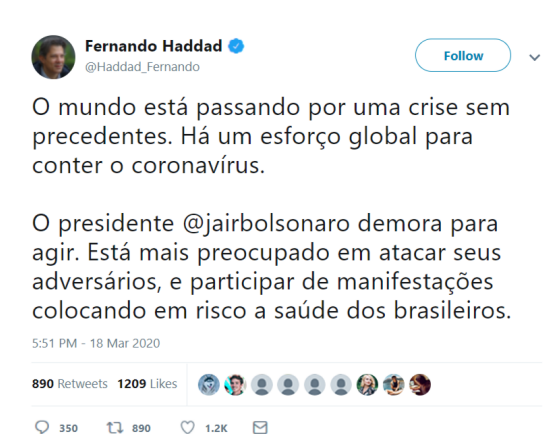 Fernando Haddad
@Haddad_Fernando
Follow
O mundo está passando por uma crise sem
precedentes. Há um esforço global para
conter o coronavírus.
O presidente @jairbolsonaro demora para
agir. Está mais preocupado em atacar seus
adversários, e participar de manifestações
colocando em risco a saúde dos brasileiros.
5:51 PM - 18 Mar 2020
890 Retweets 1209 Likes
350 890 1.2K